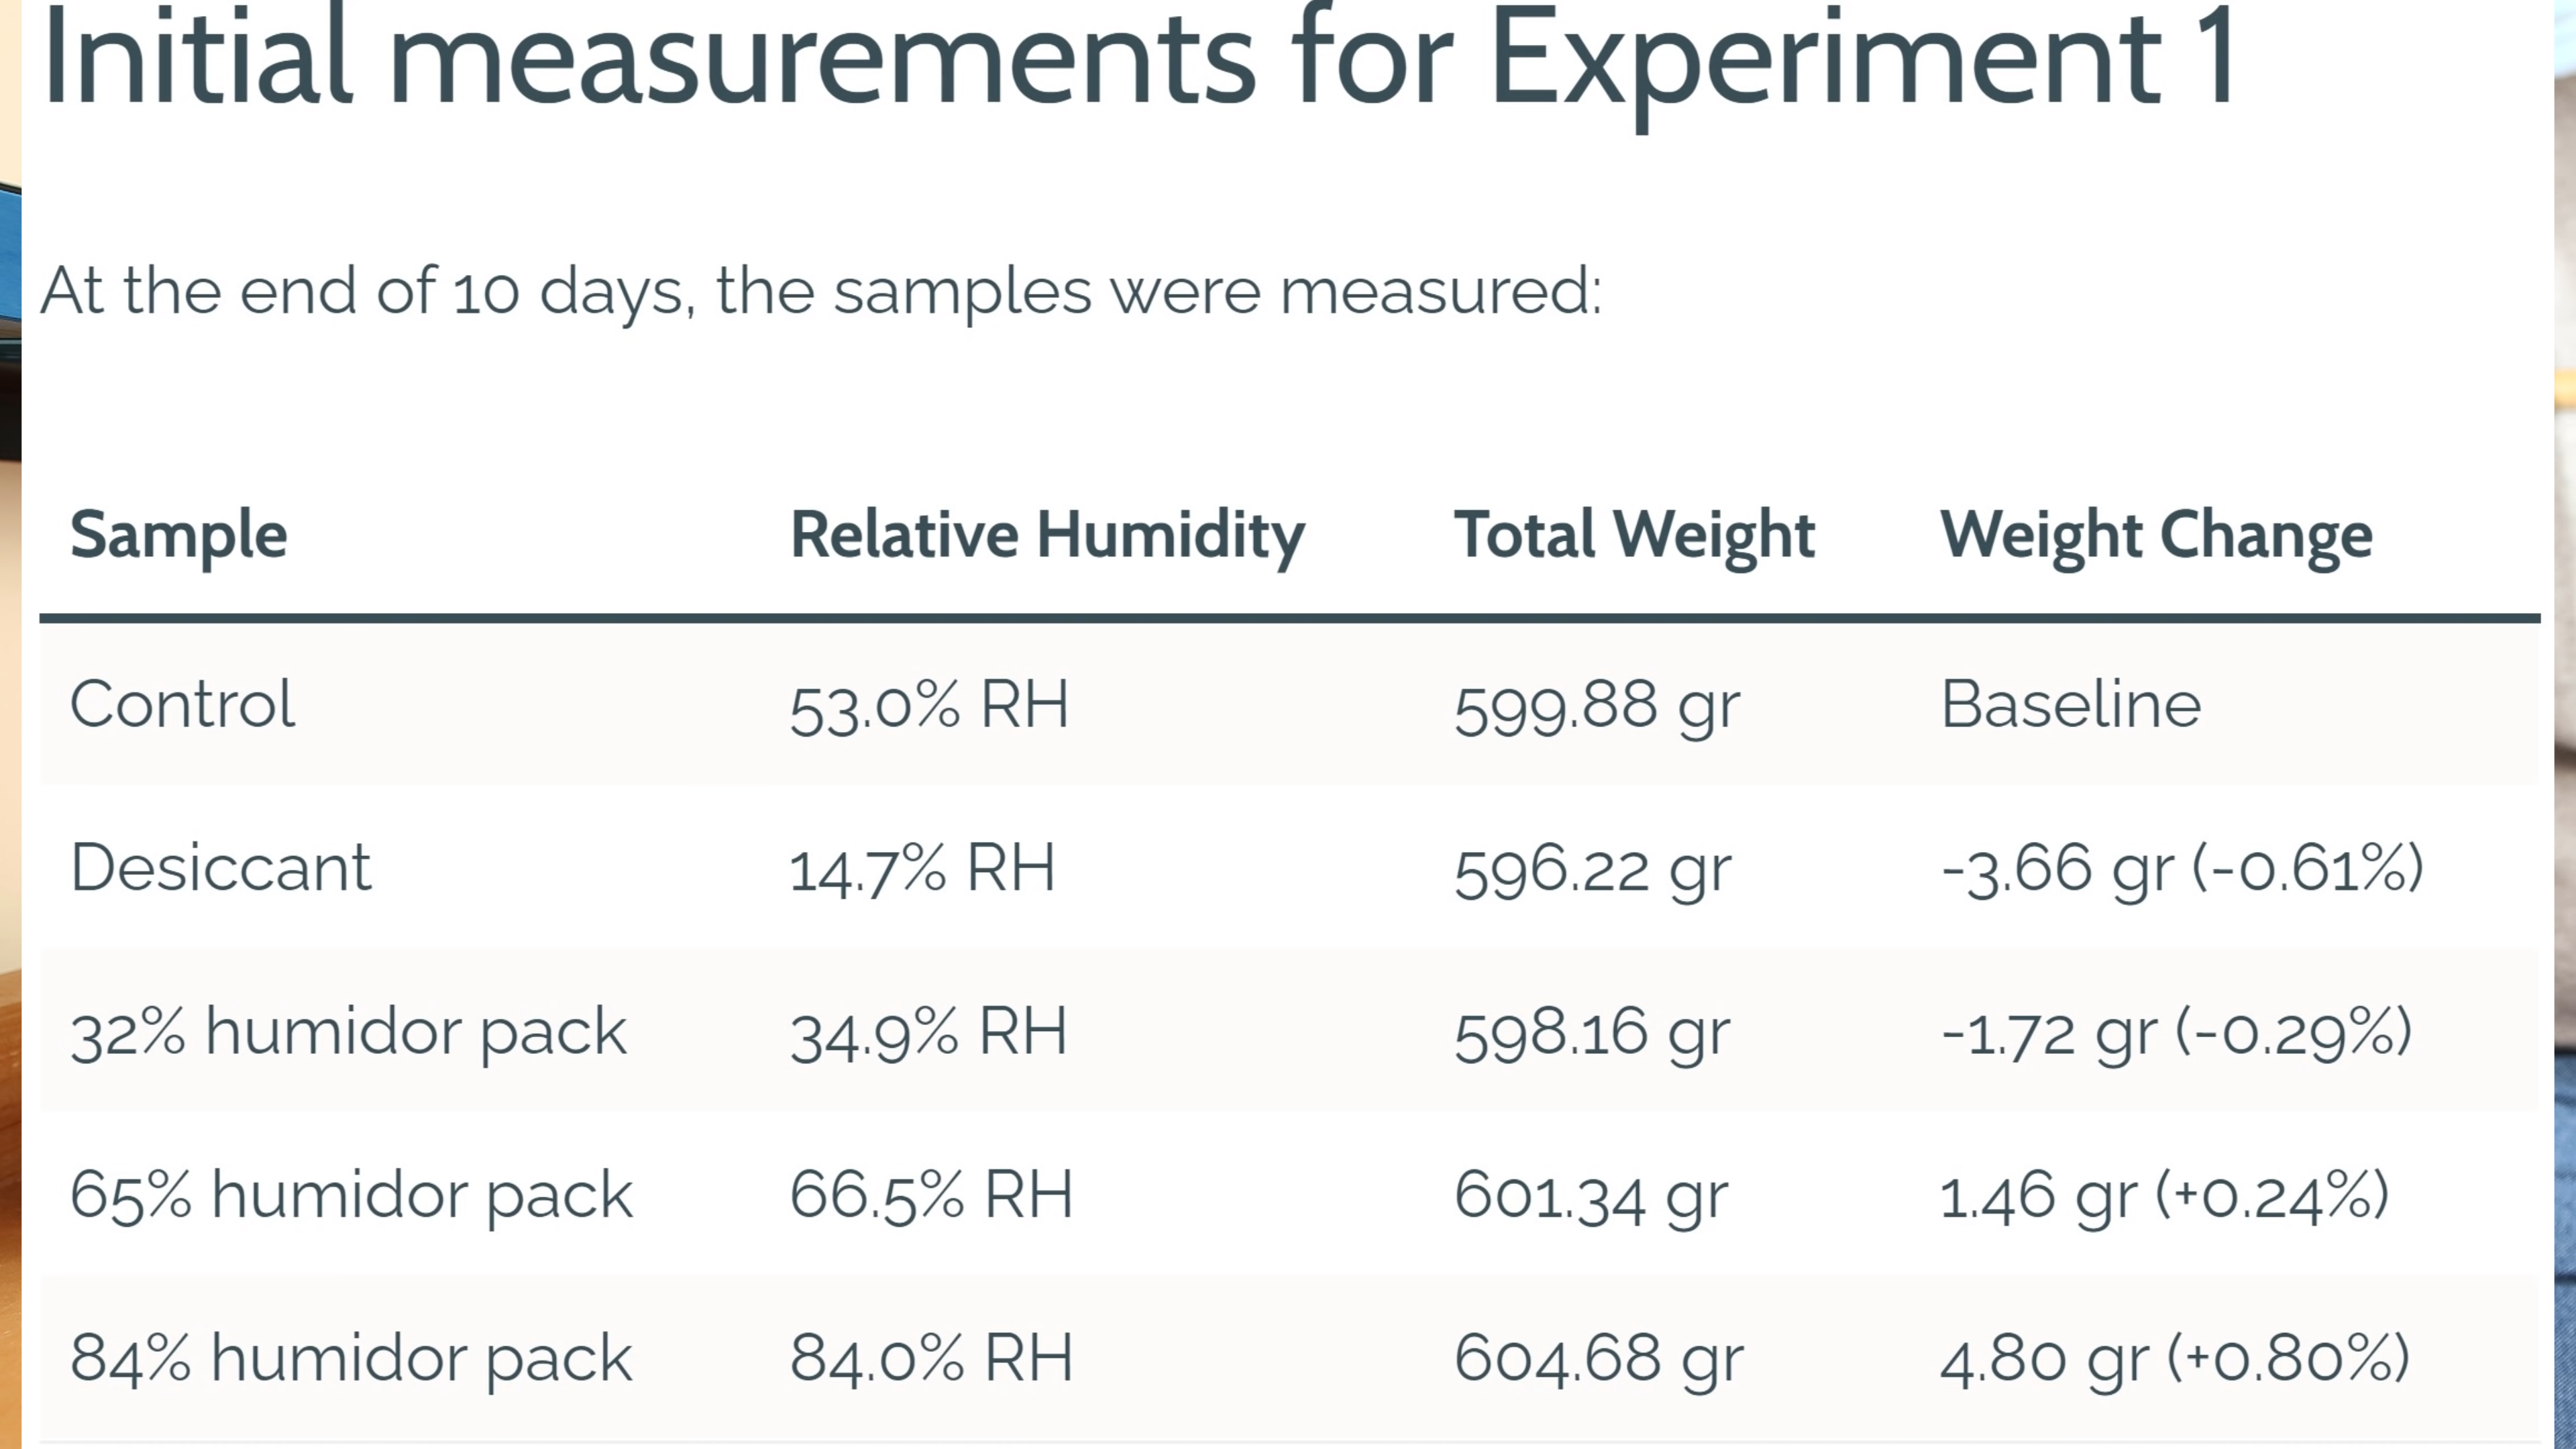 Initial measurements for Experiment 1
At the end of 10 days, the samples were measured:
Sample Relative Humidity Total Weight Weight Change
Control 53.0% RH 599.88 gr Baseline
Desiccant 14.7% RH 596.22 gr -3.66 gr (-0.61%)
32% humidor pack 34.9% RH 598.16 gr -1.72 gr (-0.29%)
65% humidor pack 66.5% RH 601.34 gr 1.46 gr (+0.24%)
84% humidor pack 84.0% RH 604.68 gr 4.80 gr (+0.80%)